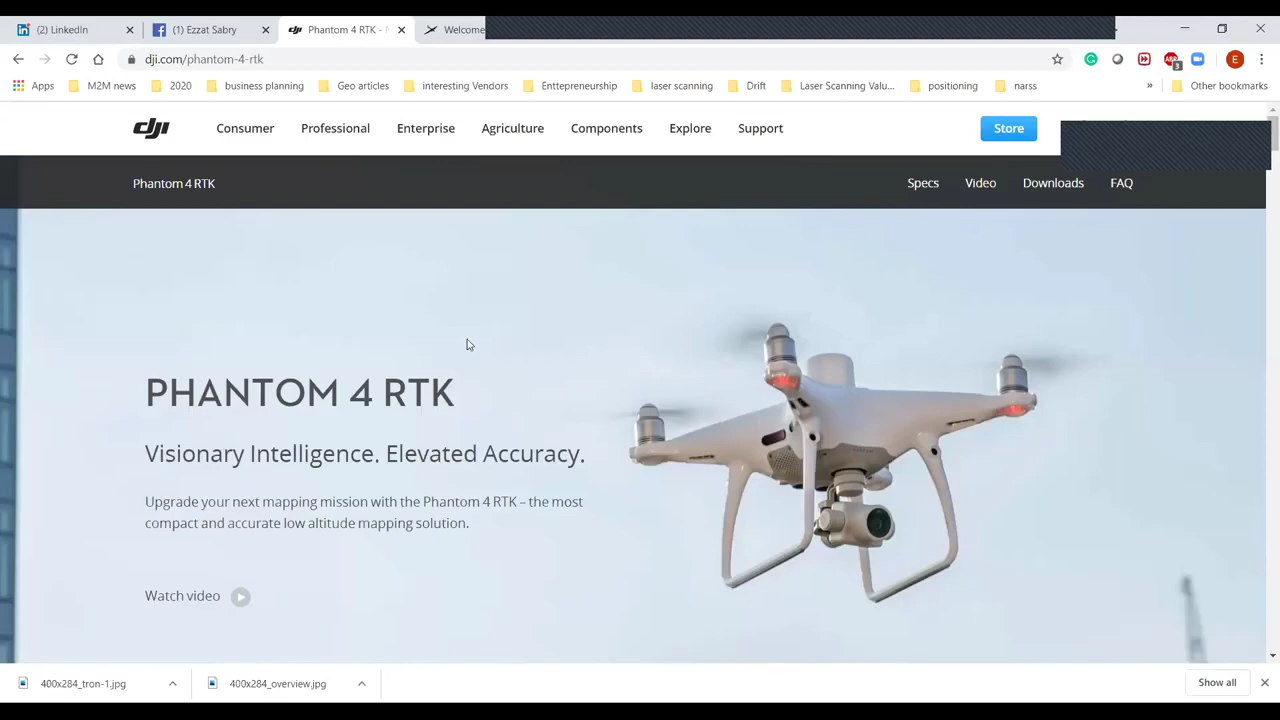 (2) LinkedIn
(1) Ezzat Sabry
Phantom 4 RTK -
Welcome
dji.com/phantom-4-rtk
ABP
3
E
Apps
M2M news
2020
business planning
Geo articles
interesting Vendors
Enttepreneurship
laser scanning
Drift
Laser Scanning Valu...
positioning
narss
»
Other bookmarks
dji
Consumer
Professional
Enterprise
Agriculture
Components
Explore
Support
Store
Phantom 4 RTK
Specs
Video
Downloads
FAQ
PHANTOM 4 RTK
Visionary Intelligence. Elevated Accuracy.
Upgrade your next mapping mission with the Phantom 4 RTK – the most
compact and accurate low altitude mapping solution.
Watch video
400x284_tron-1.jpg
400x284_overview.jpg
Show all